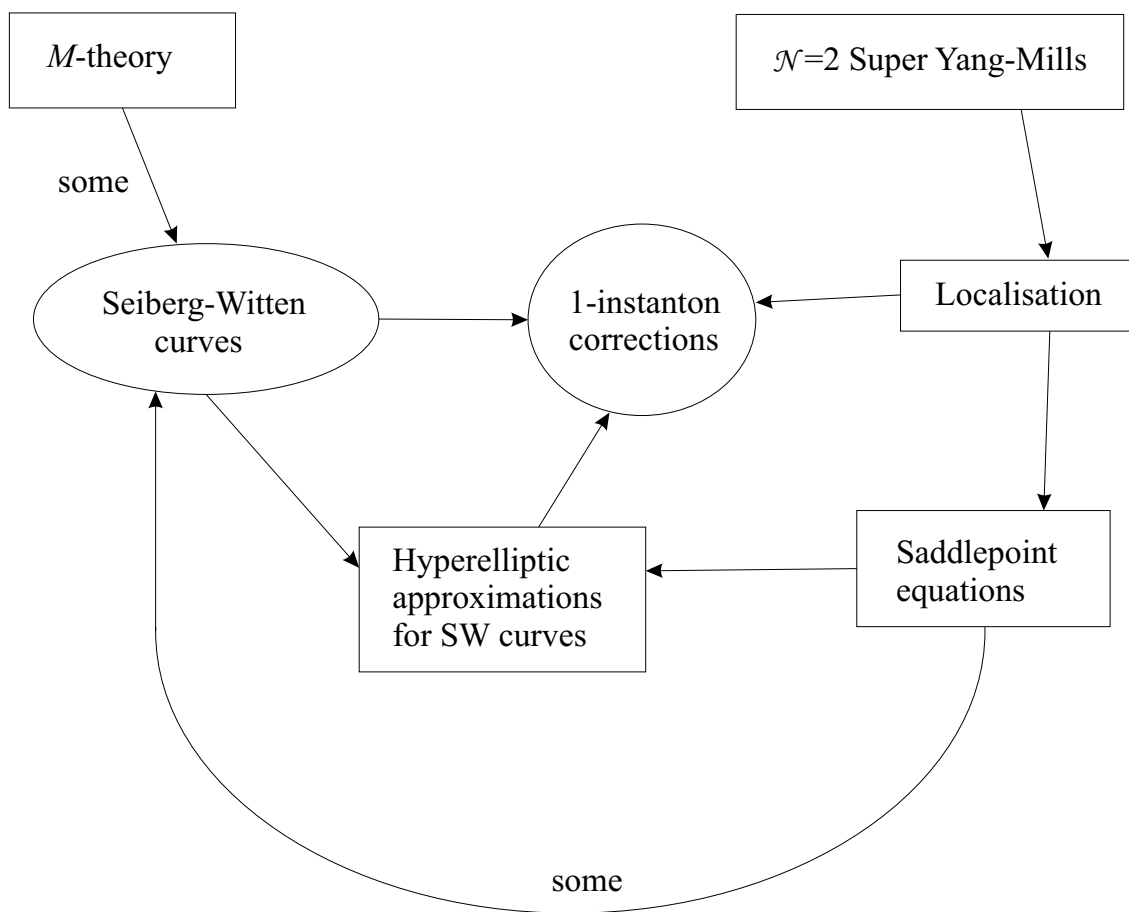 M-theory
𝒩=2 Super Yang-Mills
some
Seiberg-Witten
curves
1-instanton
corrections
Localisation
Hyperelliptic
approximations
for SW curves
Saddlepoint
equations
some